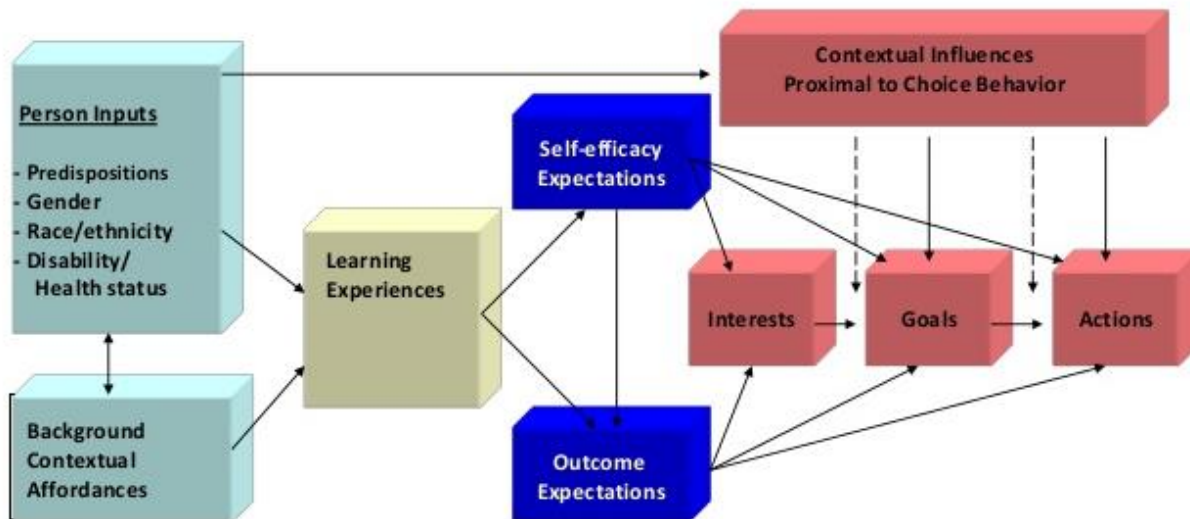 Person Inputs
- Predispositions
- Gender
- Race/ethnicity
- Disability/
Health status
Background
Contextual
Affordances
Learning
Experiences
Self-efficacy
Expectations
Outcome
Expectations
Contextual Influences
Proximal to Choice Behavior
Interests
Goals
Actions